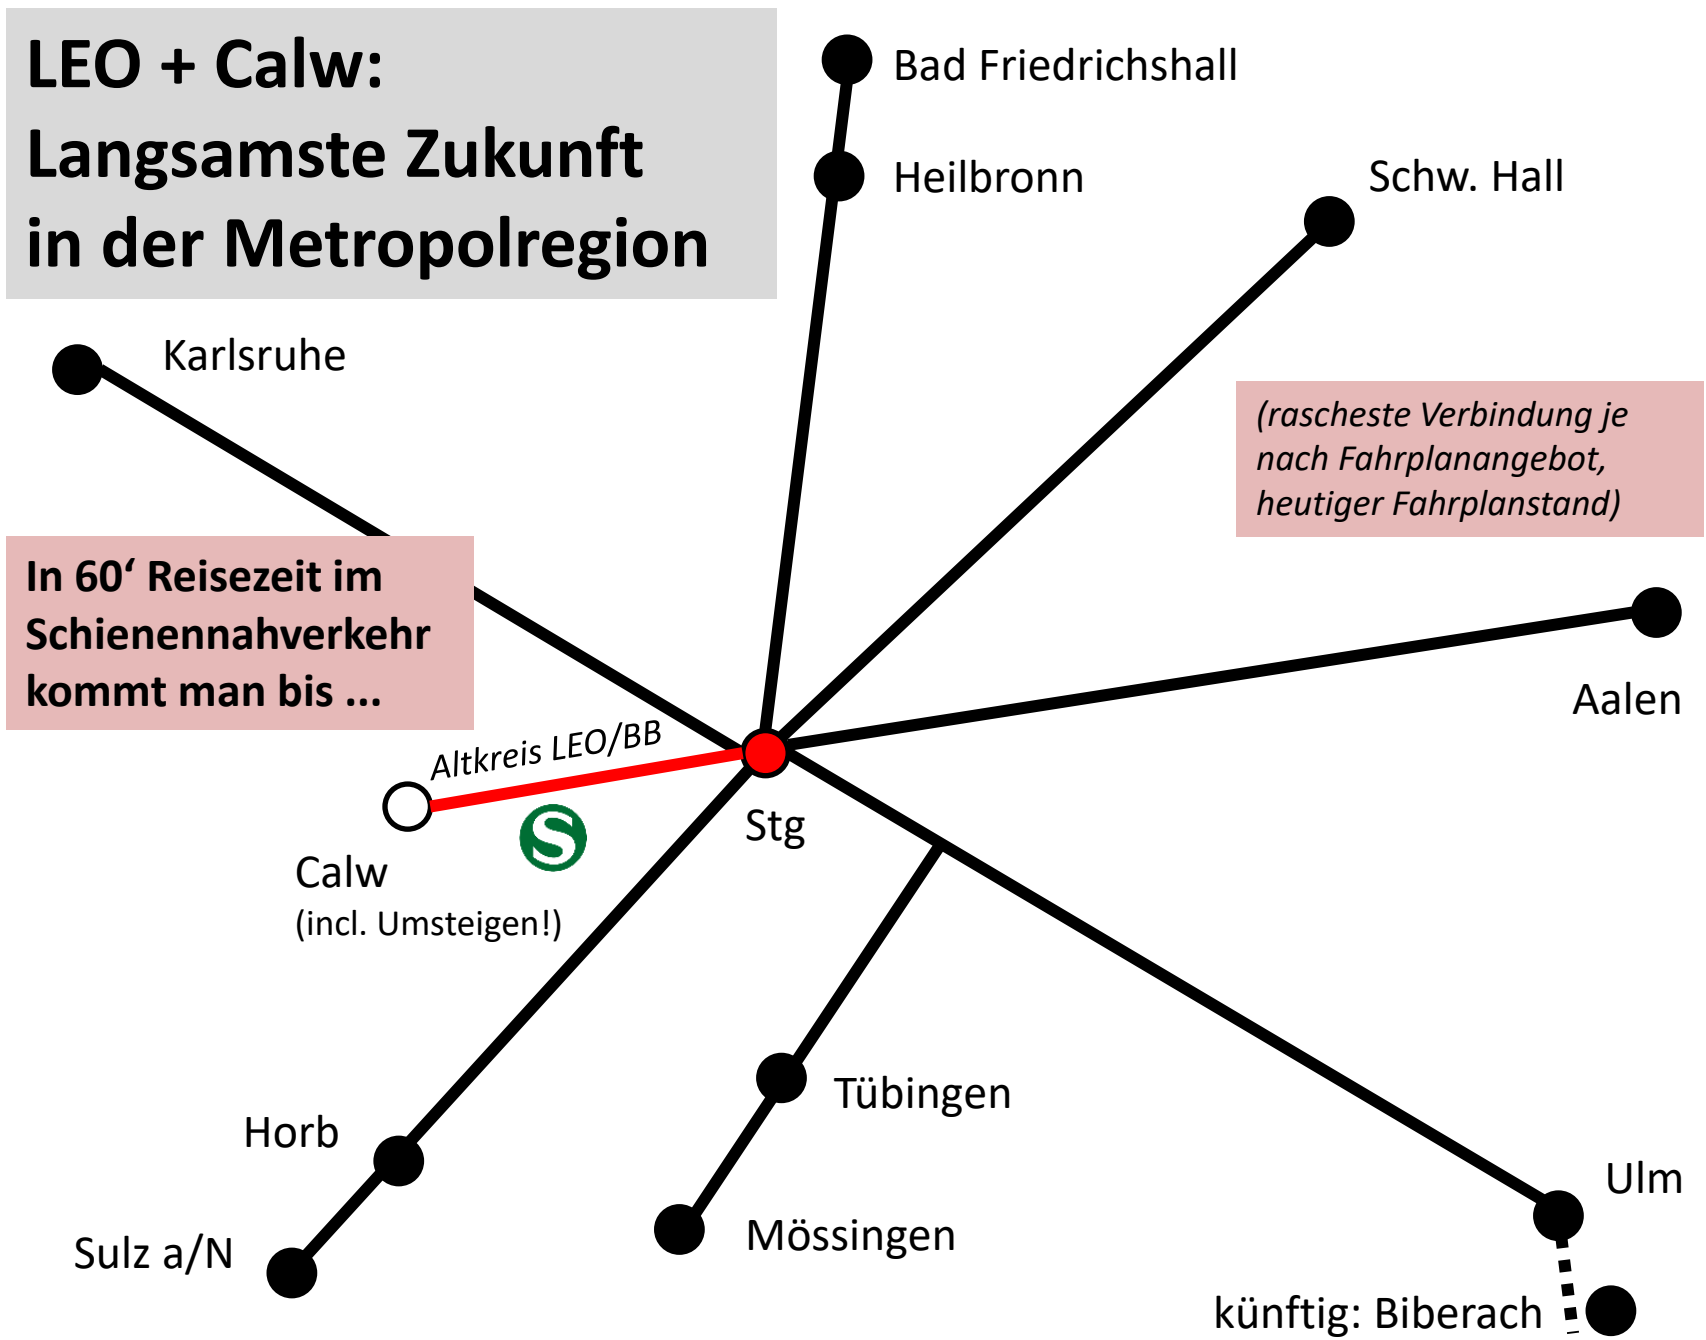 LEO + Calw:
Langsamste Zukunft
in der Metropolregion
Bad Friedrichshall
Heilbronn
Schw. Hall
Karlsruhe
(rascheste Verbindung je
nach Fahrplanangebot,
heutiger Fahrplanstand)
In 60‘ Reisezeit im
Schienennahverkehr
kommt man bis ...
Aalen
Altkreis LEO/BB
Stg
S
Calw
(incl. Umsteigen!)
Tübingen
Horb
Ulm
Mössingen
Sulz a/N
künftig: Biberach